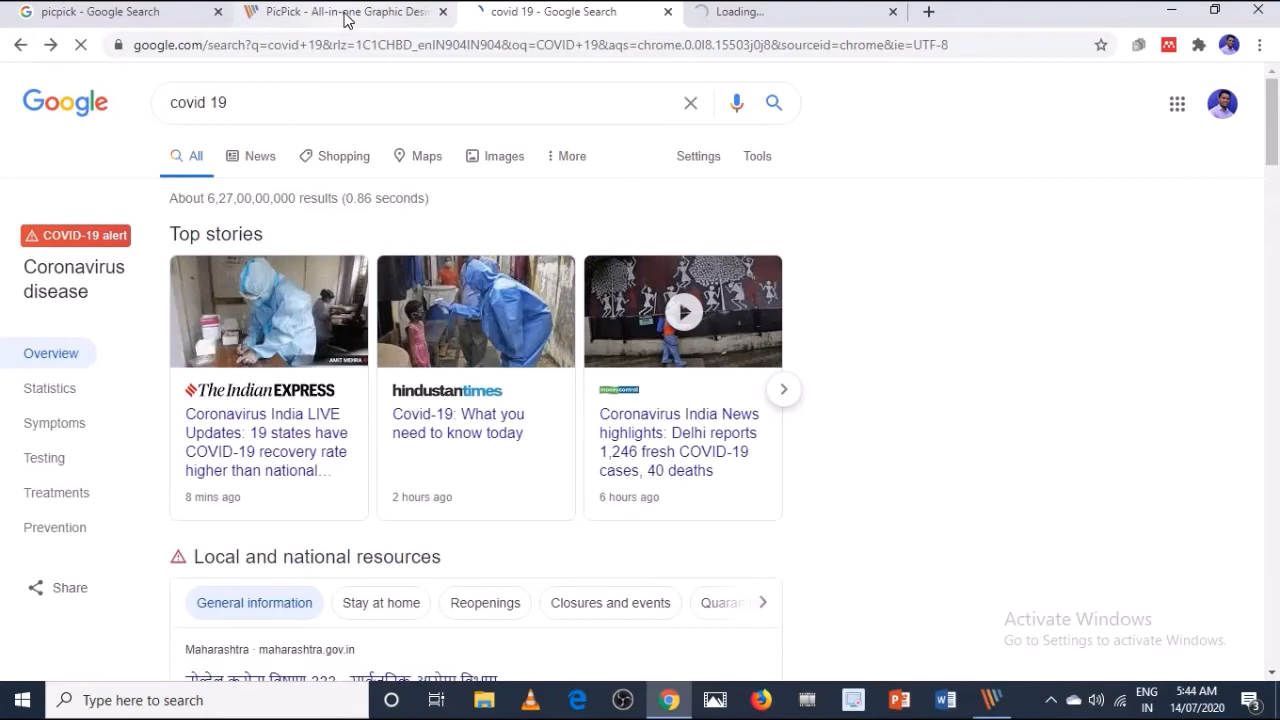 picpick - Google Search
PicPick - All-in-one Graphic Desi
covid 19 - Google Search
Loading...
google.com/search?q=covid+19&rlz=1C1CHBD_enIN904IN904&oq=COVID+19&aqs=chrome.0.0l8.15503j0j8&sourceid=chrome&ie=UTF-8
Google
covid 19
All
News
Shopping
Maps
Images
More
Settings
Tools
About 6,27,00,00,000 results (0.86 seconds)
COVID-19 alert
Coronavirus
disease
Overview
Statistics
Symptoms
Testing
Treatments
Prevention
Share
Top stories
AMIT MEHRA
The Indian EXPRESS
Coronavirus India LIVE
Updates: 19 states have
COVID-19 recovery rate
higher than national...
8 mins ago
hindustantimes
Covid-19: What you
need to know today
2 hours ago
moneycontrol
Coronavirus India News
highlights: Delhi reports
1,246 fresh COVID-19
cases, 40 deaths
6 hours ago
Local and national resources
General information
Stay at home
Reopenings
Closures and events
Maharashtra · maharashtra.gov.in
Activate Windows
Go to Settings to activate Windows.
Type here to search
ENG
IN
5:44 AM
14/07/2020
3